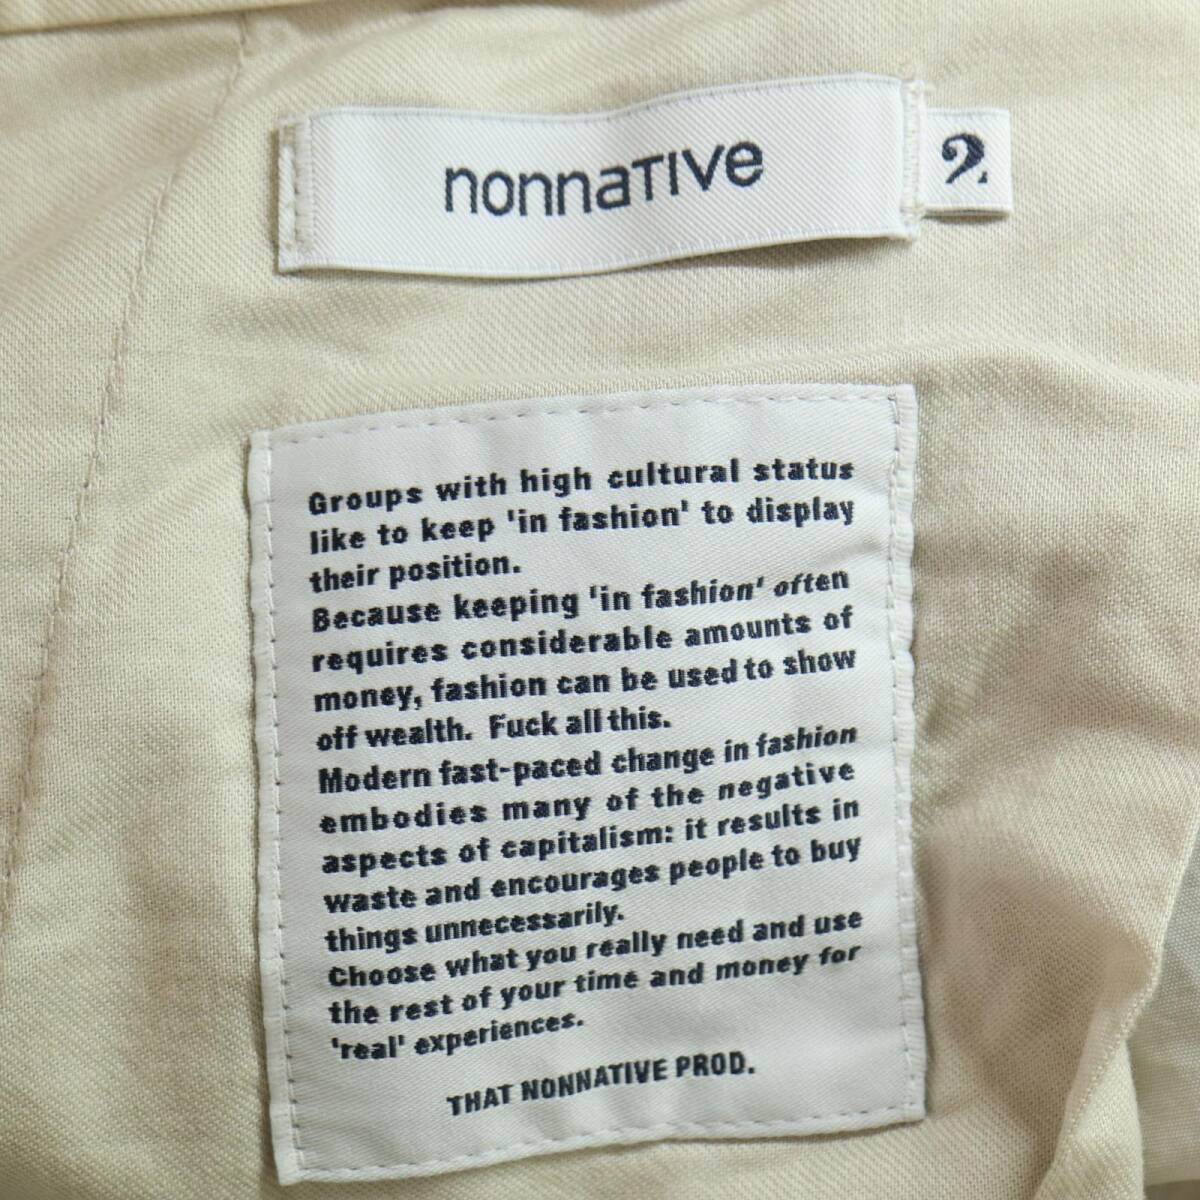 nonnaTIVe
2.
Groups with high cultural status
like to keep 'in fashion' to display
their position.
Because keeping 'in fashion' often
requires considerable amounts of
money, fashion can be used to show
off wealth. Fuck all this.
Modern fast-paced change in fashion
embodies many of the negative
aspects of capitalism: it results in
waste and encourages people to buy
things unnecessarily.
Choose what you really need and use
the rest of your time and money for
'real' experiences.
THAT NONNATIVE PROD.